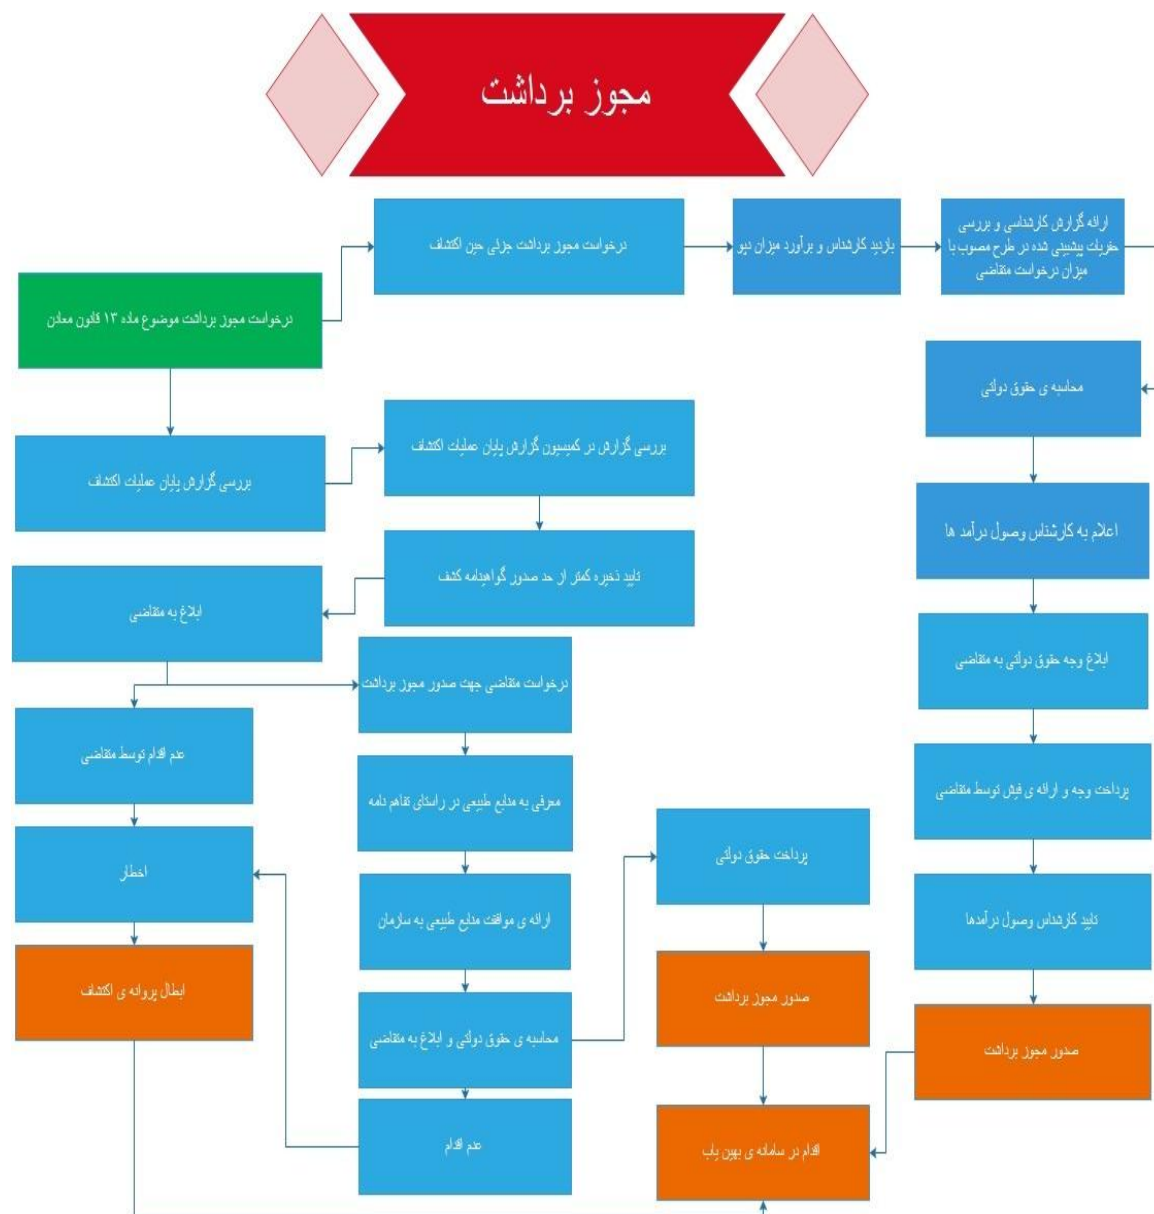 مجوز برداشت
درخواست مجوز برداشت موضوع ماده ۱۳ قانون معادن
درخواست مجوز برداشت جزئی حین اکتشاف
بازدید کارشناس و برآورد میزان دپو
ارائه گزارش کارشناسی و بررسی
حفریات پیشبینی شده در طرح مصوب با
میزان درخواست متقاضی
محاسبه ی حقوق دولتی
اعلام به کارشناس وصول درآمد ها
ابلاغ وجه حقوق دولتی به متقاضی
پرداخت وجه و ارائه ی فیش توسط متقاضی
تایید کارشناس وصول درآمدها
صدور مجوز برداشت
بررسی گزارش پایان عملیات اکتشاف
بررسی گزارش در کمیسیون گزارش پایان عملیات اکتشاف
تایید ذخیره کمتر از حد صدور گواهینامه کشف
ابلاغ به متقاضی
درخواست متقاضی جهت صدور مجوز برداشت
معرفی به منابع طبیعی در راستای تفاهم نامه
ارائه ی موافقت منابع طبیعی به سازمان
محاسبه ی حقوق دولتی و ابلاغ به متقاضی
عدم اقدام
عدم اقدام توسط متقاضی
اخطار
ابطال پروانه ی اکتشاف
پرداخت حقوق دولتی
صدور مجوز برداشت
اقدام در سامانه ی بهین یاب